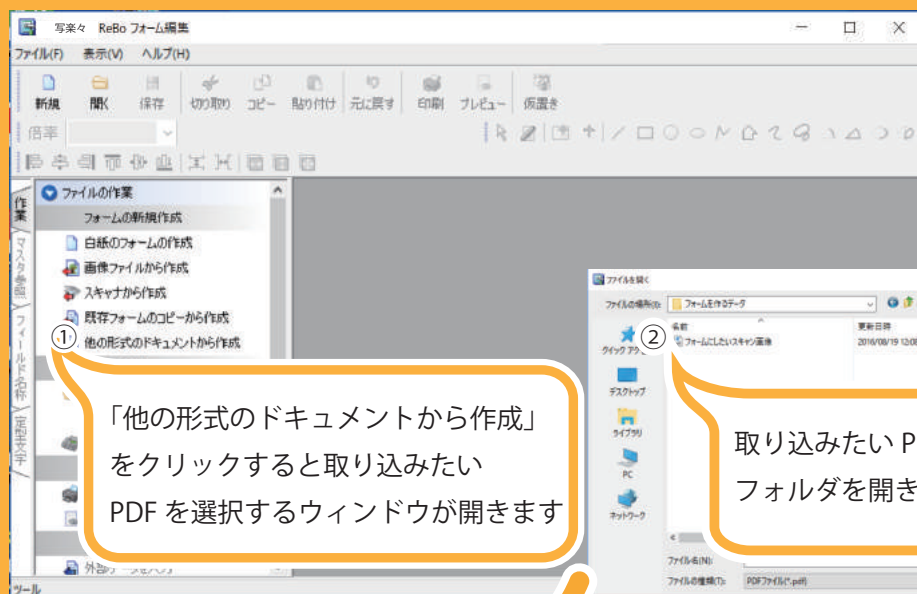 写楽々 ReBo フォーム編集
ファイル(F) 表示(V) ヘルプ(H)
新規 開く 保存 切り取り コピー 貼り付け 元に戻す 印刷 プレビュー 仮置き
倍率
作業
マスタ参照
フィールド名称
定型文字
ファイルの作業
フォームの新規作成
白紙のフォームの作成
画像ファイルから作成
スキャナから作成
既存フォームのコピーから作成
① 他の形式のドキュメントから作成
「他の形式のドキュメントから作成」
をクリックすると取り込みたい
PDF を選択するウィンドウが開きます
ツール
ファイルを開く
ファイルの場所(I): フォームを作るデータ
名前 更新日時
② フォームにしたいスキャン画像 2016/08/19 12:08
デスクトップ
ライブラリ
PC
ネットワーク
取り込みたい P
フォルダを開き
ファイル名(N):
ファイルの種類(T): PDFファイル(*.pdf)